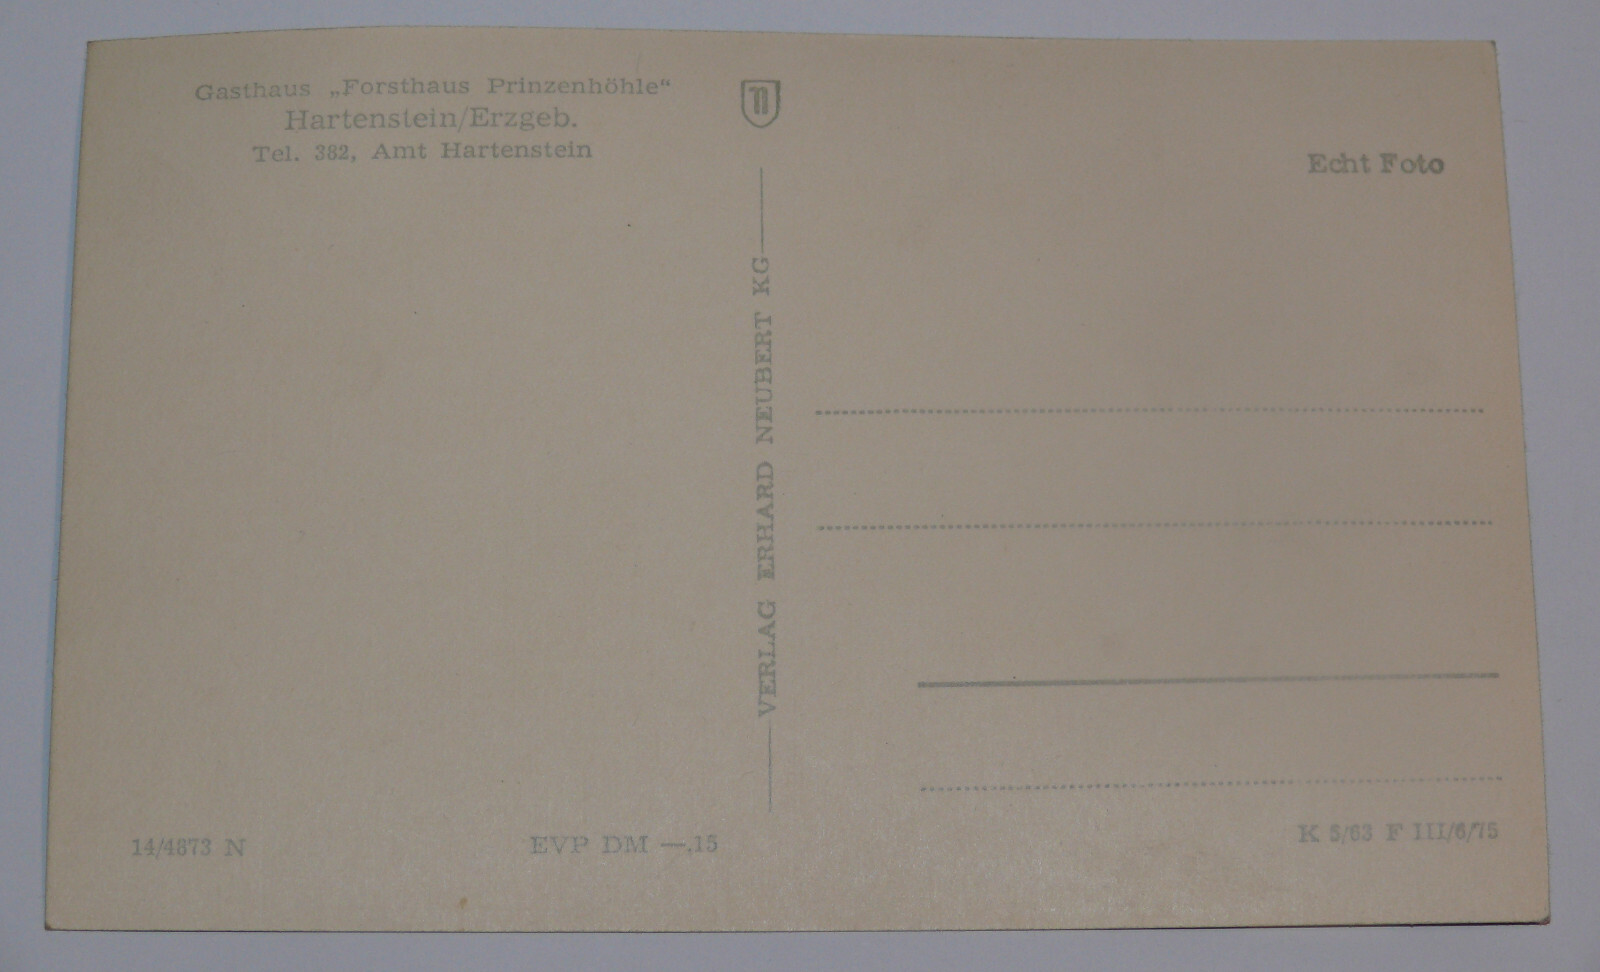 Gasthaus „Forsthaus Prinzenhöhle“
Hartenstein/Erzgeb.
Tel. 382, Amt Hartenstein
14/4873 N
EVP DM —.15
VERLAG ERHARD NEUBERT KG
Echt Foto
K 5/63 F III/6/75